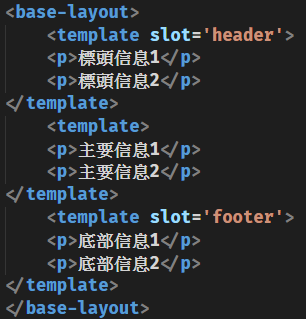 <base-layout>
<template slot='header'>
<p>標頭信息1</p>
<p>標頭信息2</p>
</template>
<template>
<p>主要信息1</p>
<p>主要信息2</p>
</template>
<template slot='footer'>
<p>底部信息1</p>
<p>底部信息2</p>
</template>
</base-layout>